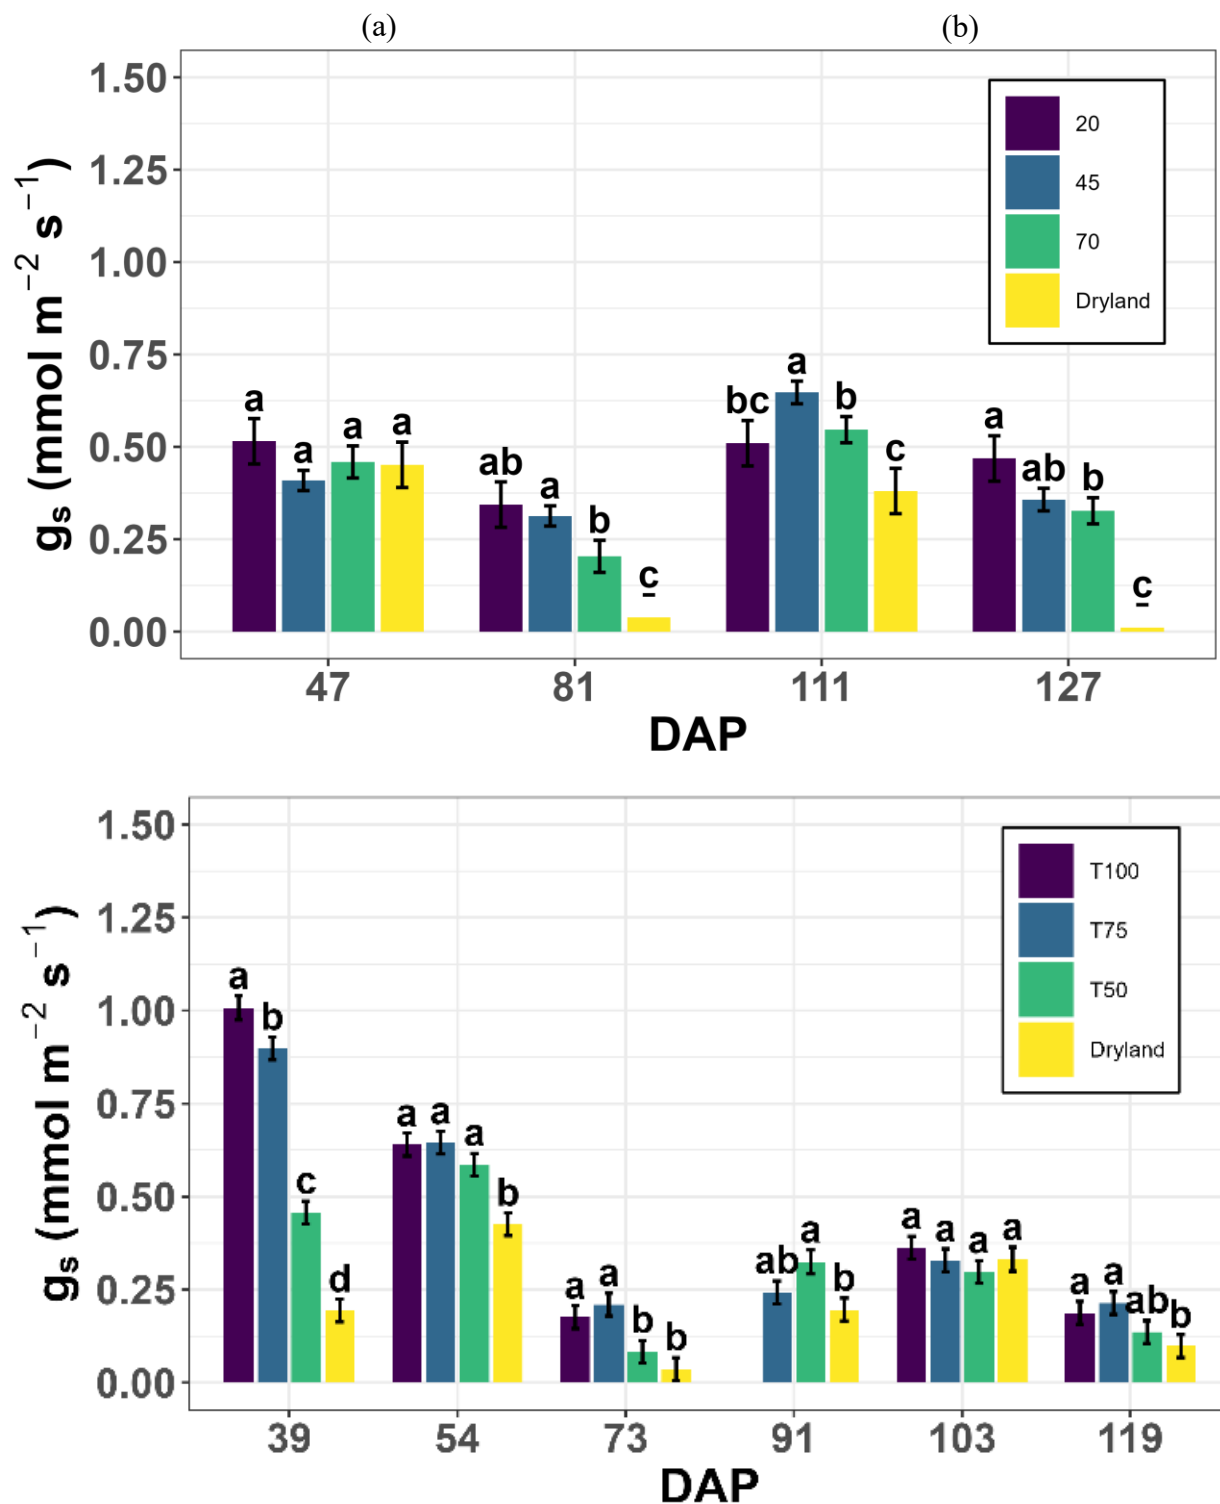 (a) (b)
1.50
1.25
1.00
0.75
0.50
0.25
0.00
gs (mmol m−2 s−1)
20
45
70
Dryland
a a a a
ab a b c
bc a b c
a ab b c
47 81 111 127
DAP
1.50
1.25
1.00
0.75
0.50
0.25
0.00
gs (mmol m−2 s−1)
T100
T75
T50
Dryland
a b c d
a a a b
a a b b
ab a b
a a a a
a a ab b
39 54 73 91 103 119
DAP